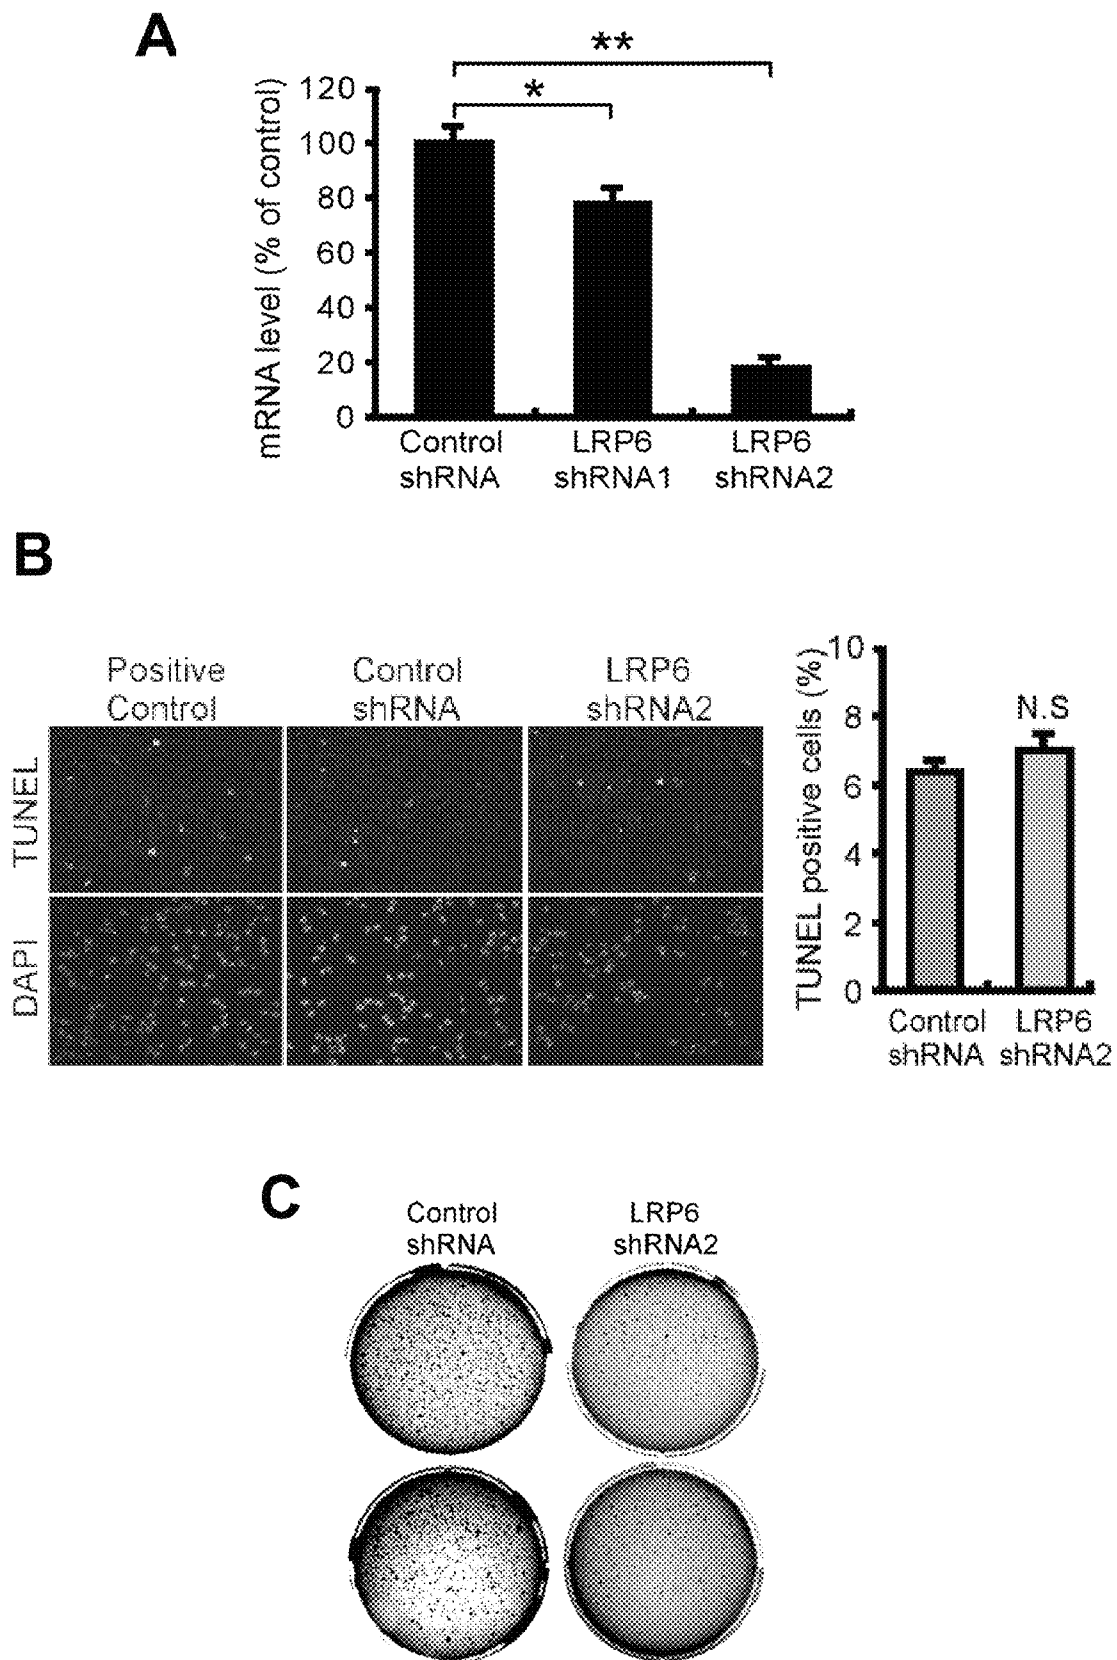 A
**
*
mRNA level (% of control)
120
100
80
60
40
20
0
Control
shRNA
LRP6
shRNA1
LRP6
shRNA2
B
Positive
Control
Control
shRNA
LRP6
shRNA2
TUNEL
DAPI
TUNEL positive cells (%)
10
8
6
4
2
0
N.S
Control
shRNA
LRP6
shRNA2
C
Control
shRNA
LRP6
shRNA2